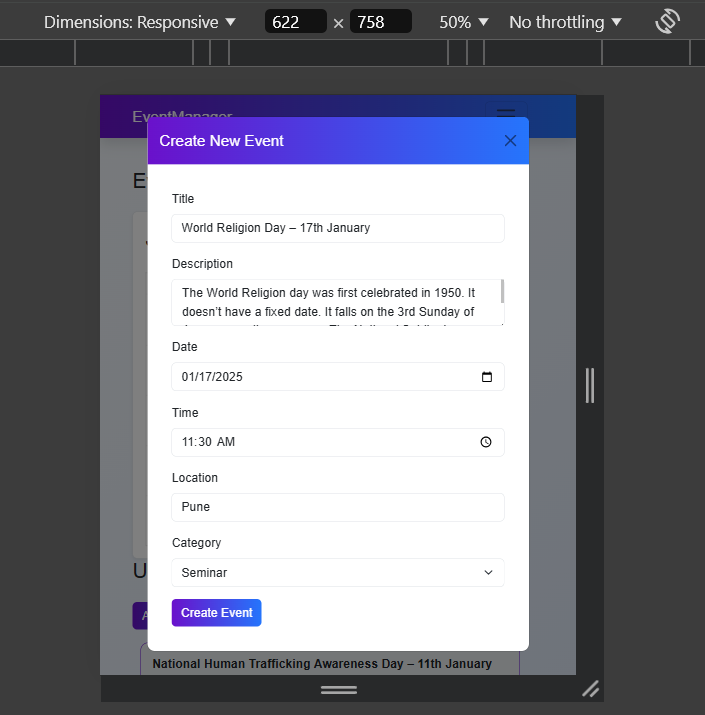 Dimensions: Responsive 622 × 758 50% No throttling
EventManager
Create New Event
E
Title
World Religion Day – 17th January
Description
The World Religion day was first celebrated in 1950. It
doesn't have a fixed date. It falls on the 3rd Sunday of
Date
01/17/2025
Time
11:30 AM
Location
Pune
U
Category
Seminar
A
Create Event
National Human Trafficking Awareness Day – 11th January